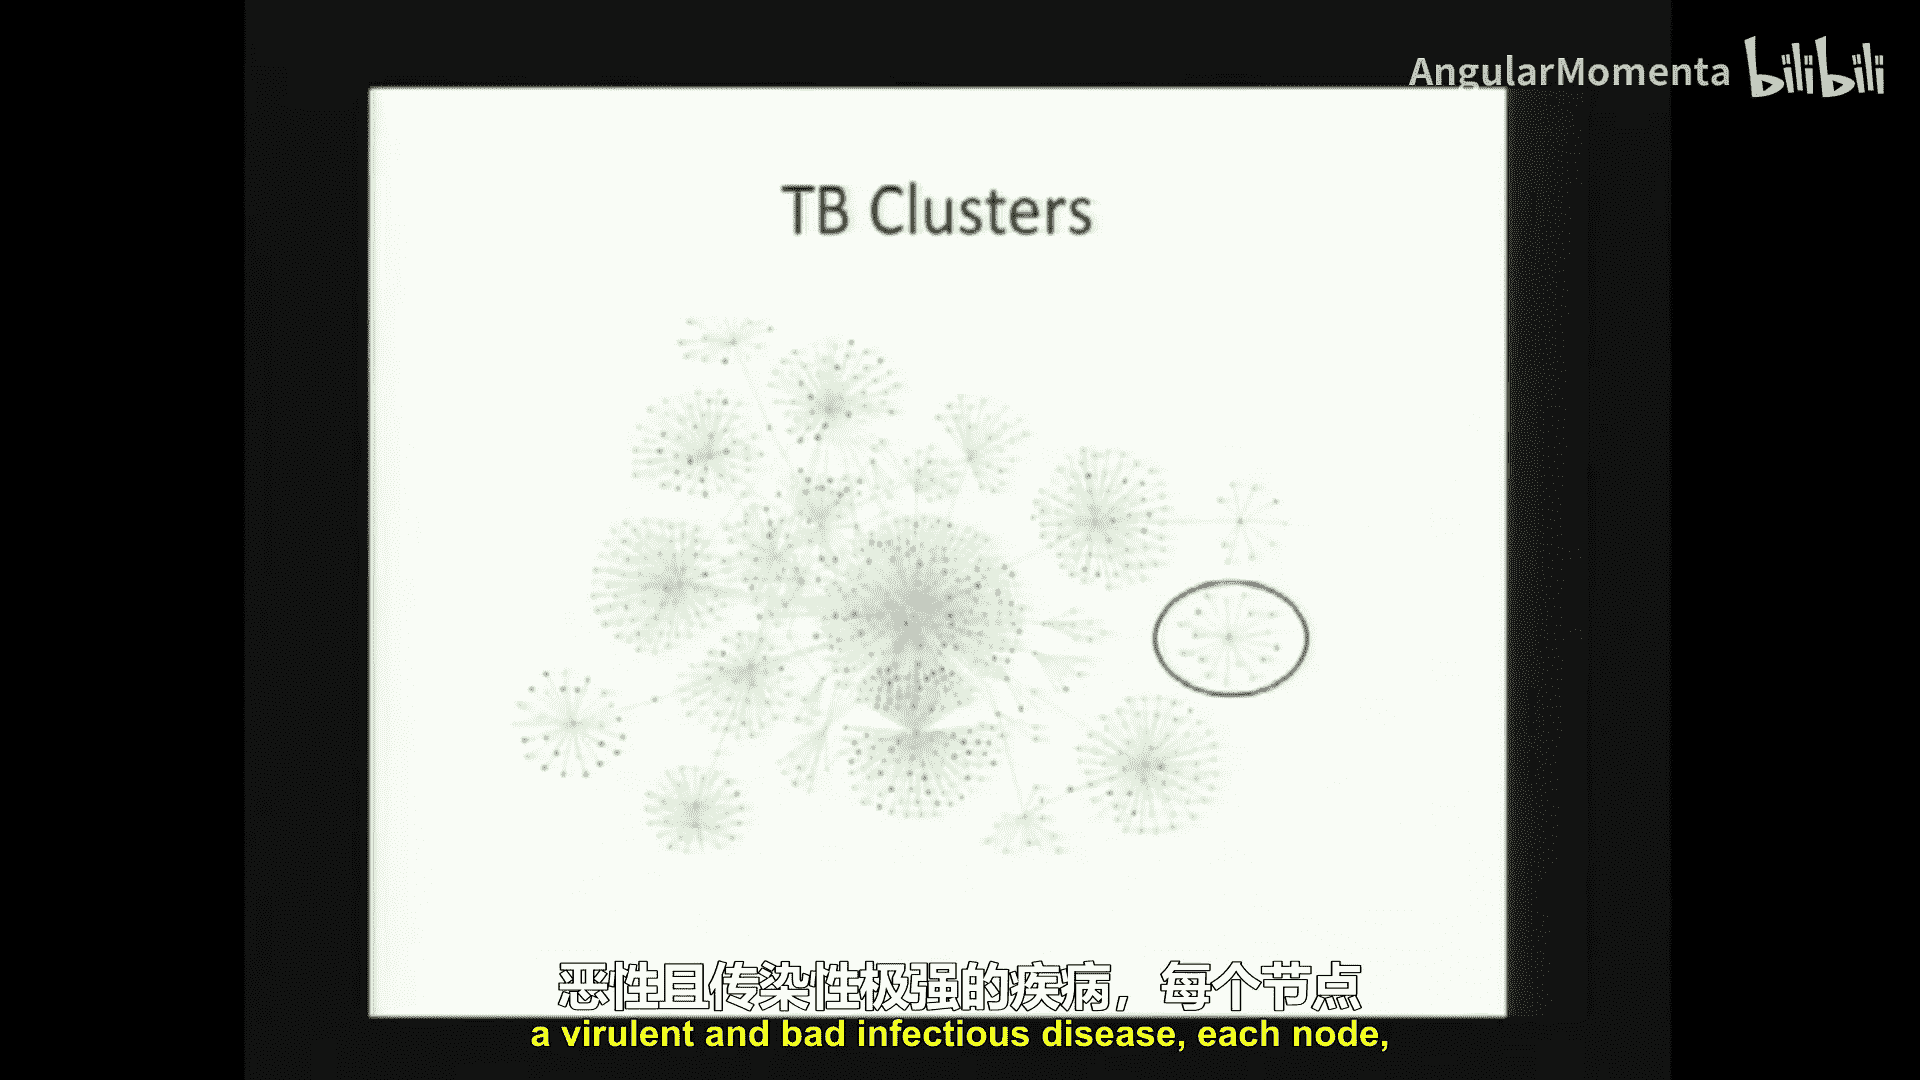 AngularMomenta bilibili
TB Clusters
恶性且传染性极强的疾病，每个节点
a virulent and bad infectious disease, each node,